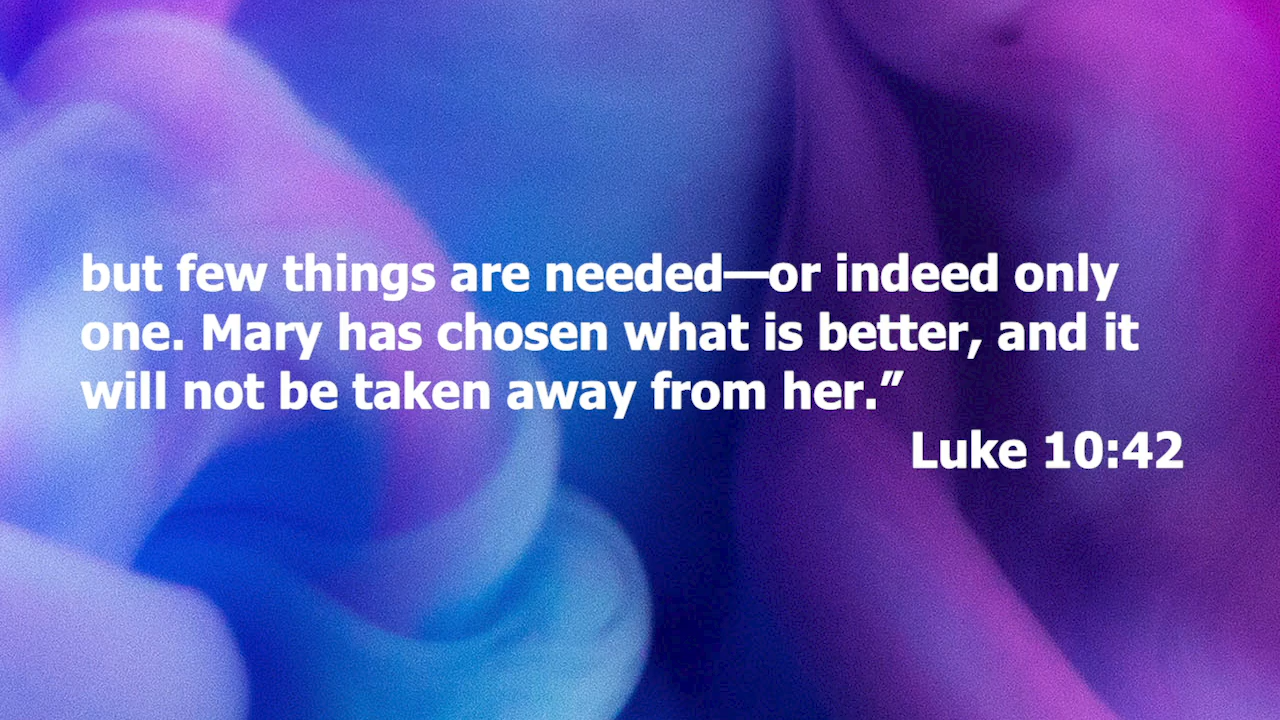 but few things are needed—or indeed only
one. Mary has chosen what is better, and it
will not be taken away from her.”
Luke 10:42